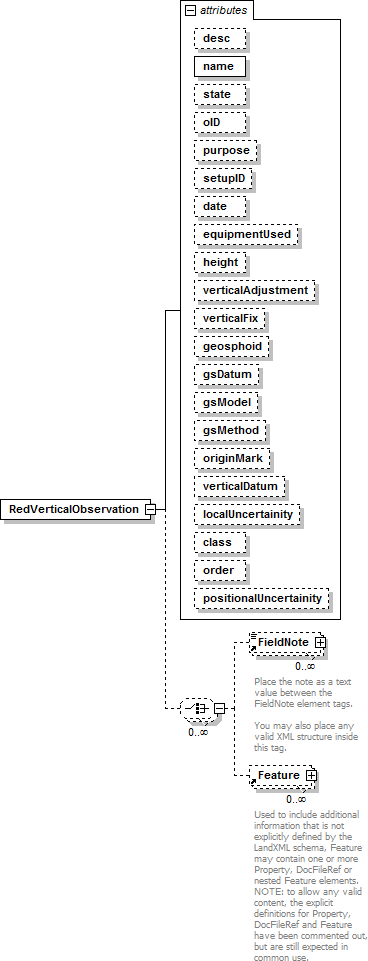 attributes
desc
name
state
oID
purpose
setupID
date
equipmentUsed
height
verticalAdjustment
verticalFix
geosphoid
gsDatum
gsModel
gsMethod
originMark
verticalDatum
RedVerticalObservation
localUncertainity
class
order
positionalUncertainity
FieldNote
0..∞
Place the note as a text
value between the
FieldNote element tags.
You may also place any
valid XML structure inside
this tag.
0..∞
Feature
0..∞
Used to include additional
information that is not
explicitly defined by the
LandXML schema, Feature
may contain one or more
Property, DocFileRef or
nested Feature elements.
NOTE: to allow any valid
content, the explicit
definitions for Property,
DocFileRef and Feature
have been commented out,
but are still expected in
common use.